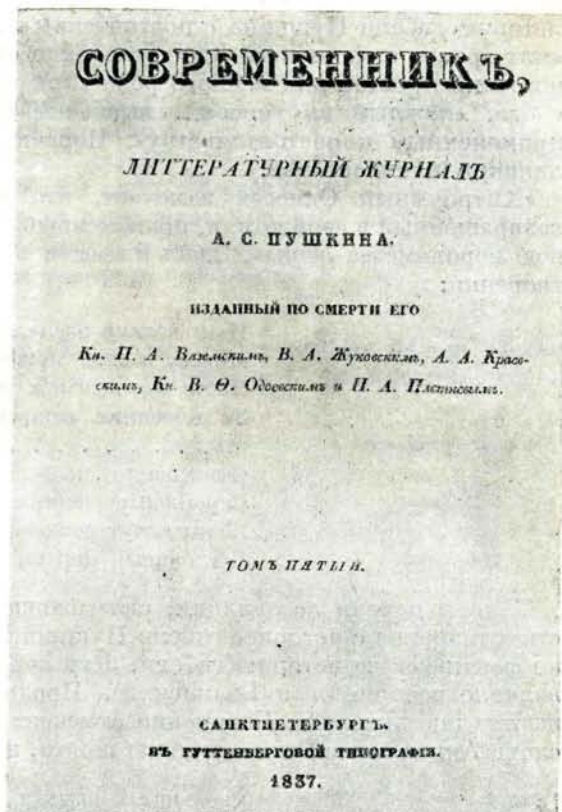 СОВРЕМЕННИКЪ,
ЛИТТЕРАТУРНЫЙ ЖУРНАЛЪ
А. С. ПУШКИНА.
ИЗДАННЫЙ ПО СМЕРТИ ЕГО
Кн. П. А. Вяземскимъ, В. А. Жуковскимъ, А. А. Краев-
скимъ, Кн. В. Ѳ. Одоевскимъ и П. А. Плетневымъ.
ТОМЪ ПЯТЫЙ.
САНКТПЕТЕРБУРГЪ.
ВЪ ГУТТЕНБЕРГОВОЙ ТИПОГРАФІИ.
1837.